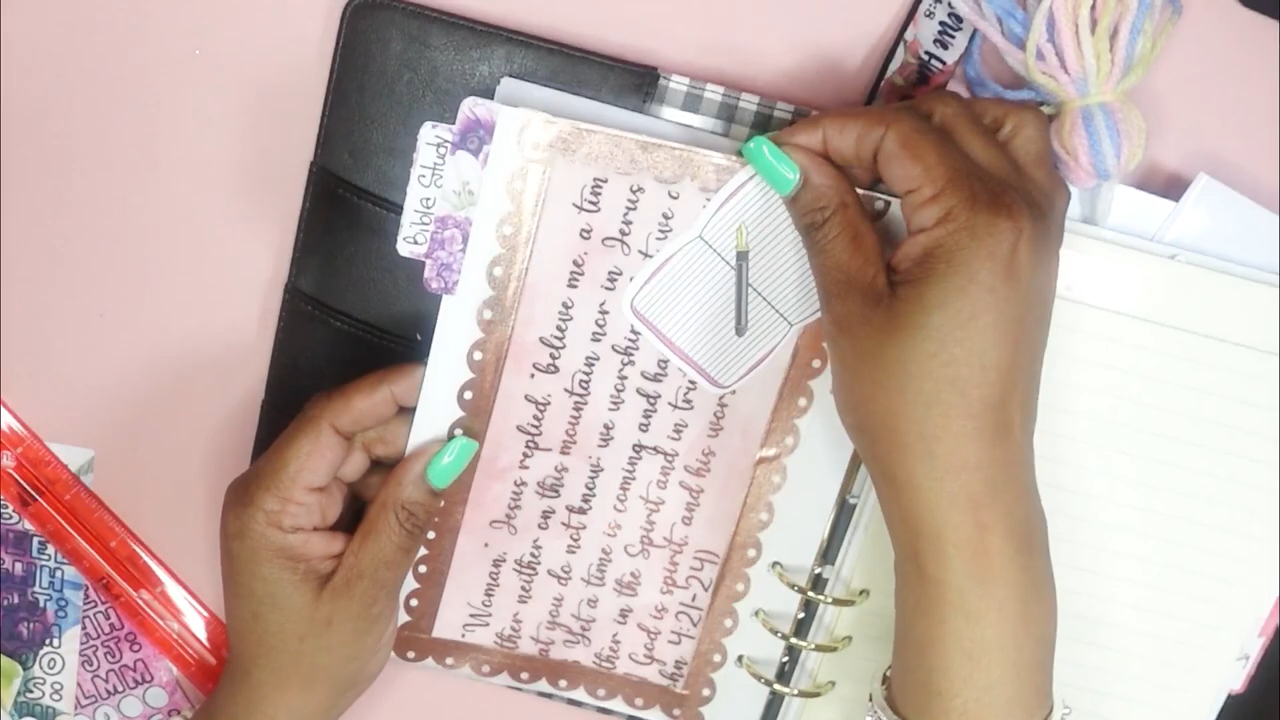 Bible Study
"Woman," Jesus replied, "believe me, a tim
ther neither on this mountain nor in Jerus
at you do not know; we worship we c
Yet a time is coming and ha
ther in the Spirit and in tru
God is spirit, and his wor
hn 4:21-24)